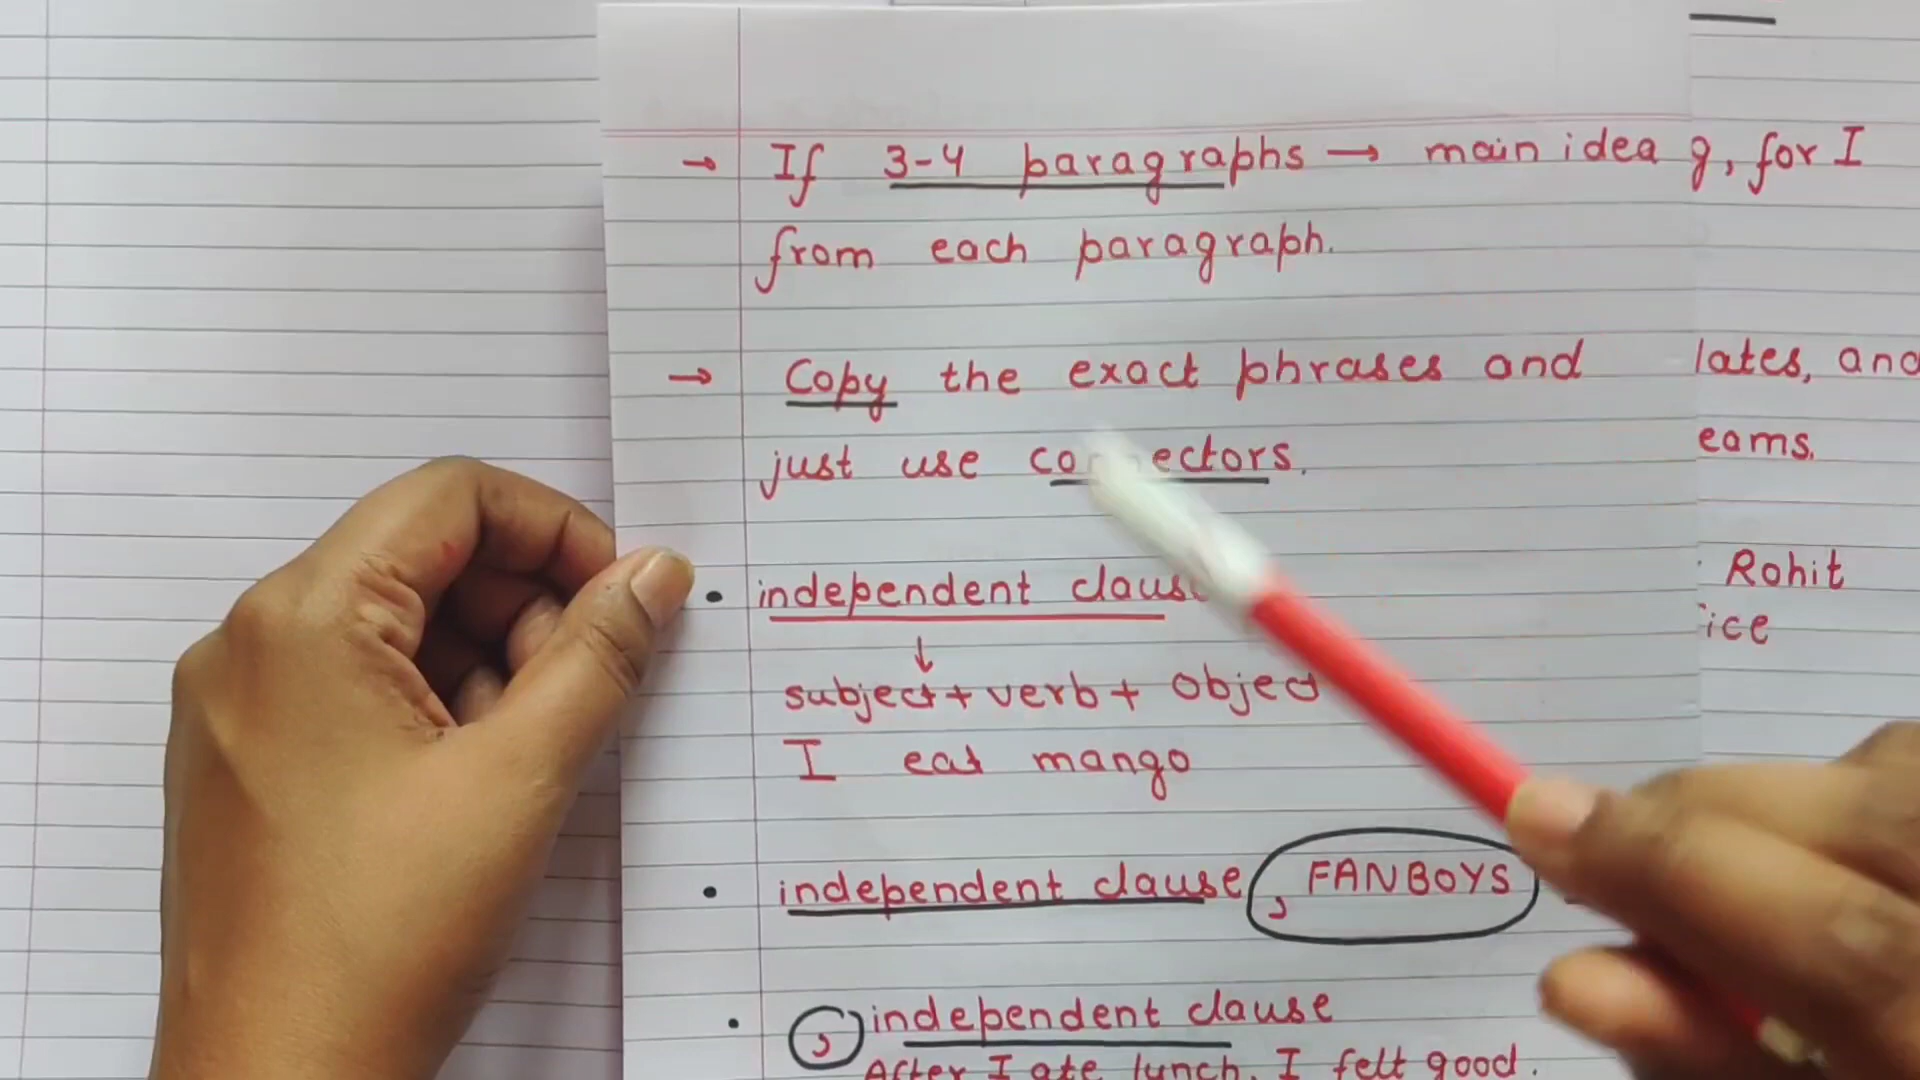 → If 3-4 paragraphs → main idea g, for I
from each paragraph.
→ Copy the exact phrases and lates, and
just use connectors. eams.
• independent clause Rohit
↓ ice
subject + verb + Object
I eat mango
• independent clause, FANBOYS
• , independent clause
After I ate lunch, I felt good.